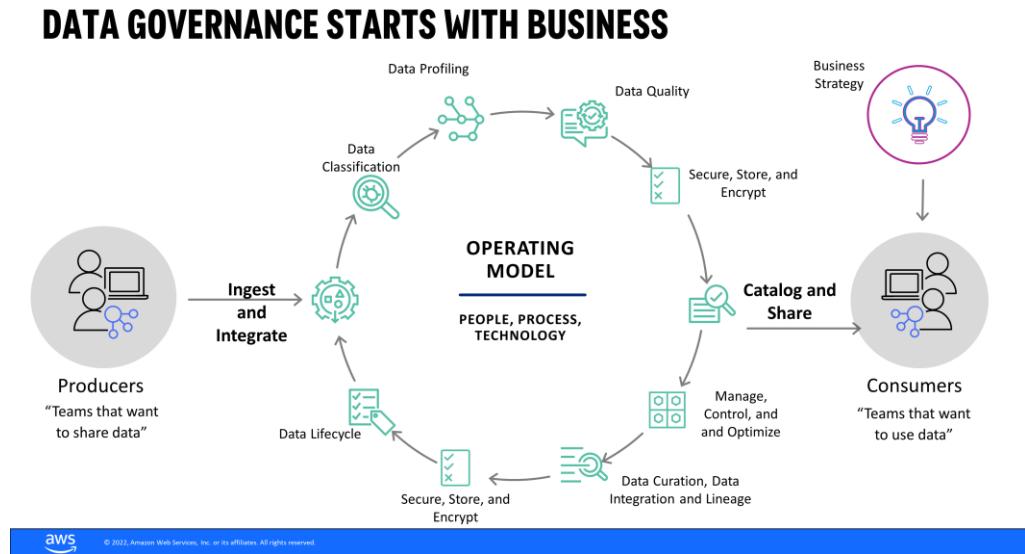 DATA GOVERNANCE STARTS WITH BUSINESS
Data Profiling
Business
Strategy
Data Quality
Data
Classification
Secure, Store, and
Encrypt
OPERATING
MODEL
PEOPLE, PROCESS,
TECHNOLOGY
Ingest
and
Integrate
Catalog and
Share
Producers
“Teams that want
to share data”
Consumers
“Teams that want
to use data”
Manage,
Control, and
and Optimize
Data Lifecycle
Data Curation, Data
Integration and Lineage
Secure, Store, and
Encrypt
aws
© 2022, Amazon Web Services, Inc. or its affiliates. All rights reserved.